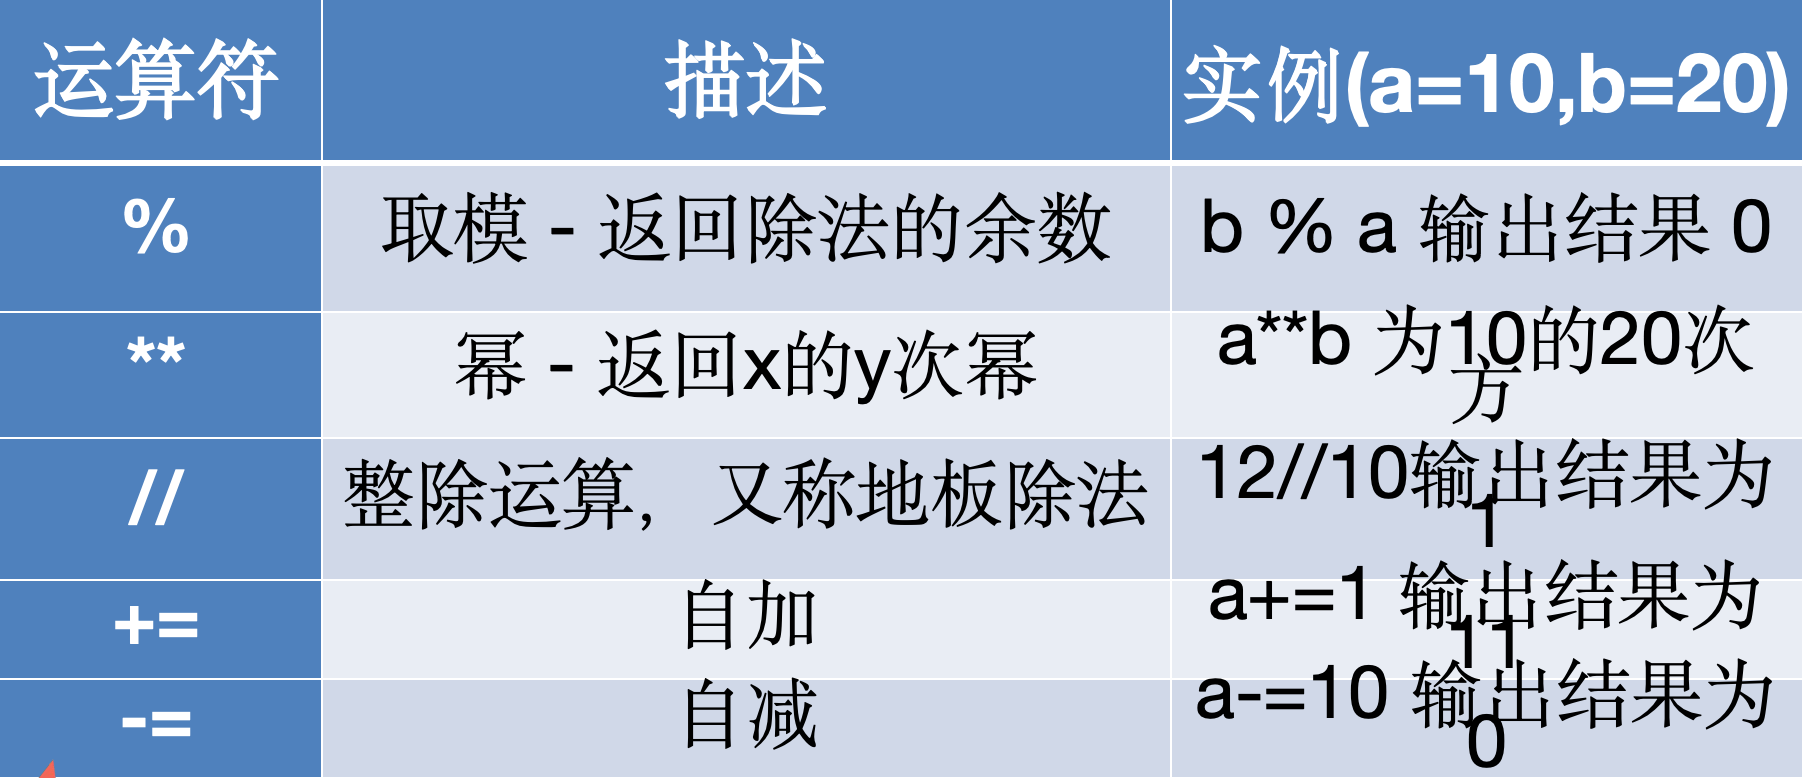 运算符 描述 实例(a=10,b=20)
% 取模 - 返回除法的余数 b % a 输出结果 0
** 幂 - 返回x的y次幂 a**b 为10的20次
方
// 整除运算，又称地板除法 12//10输出结果为
1
+= 自加 a+=1 输出结果为
11
-= 自减 a-=10 输出结果为
0